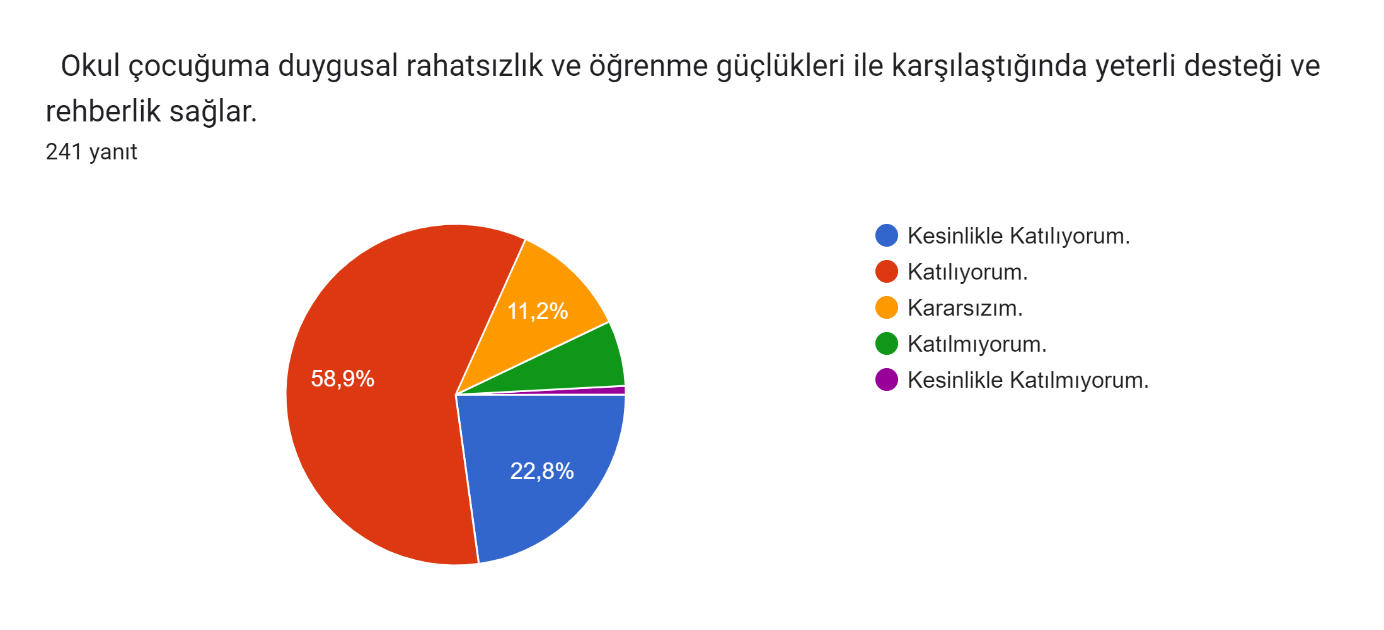 Okul çocuğuma duygusal rahatsızlık ve öğrenme güçlükleri ile karşılaştığında yeterli desteği ve
rehberlik sağlar.
241 yanıt
Kesinlikle Katılıyorum.
Katılıyorum.
Kararsızım.
Katılmıyorum.
Kesinlikle Katılmıyorum.
11,2%
58,9%
22,8%